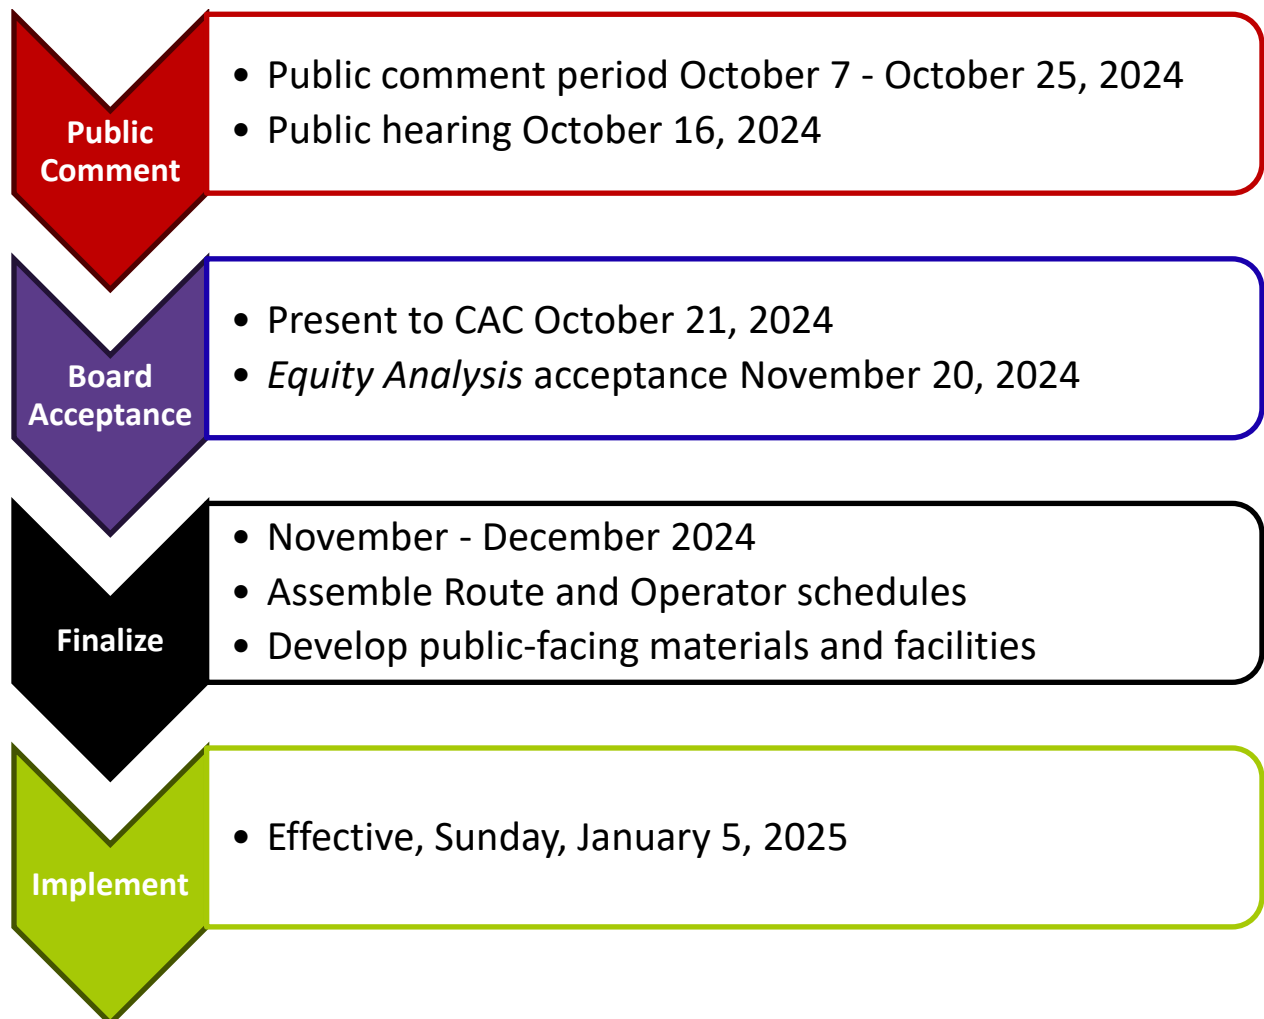 Public
Comment
• Public comment period October 7 - October 25, 2024
• Public hearing October 16, 2024
Board
Acceptance
• Present to CAC October 21, 2024
• Equity Analysis acceptance November 20, 2024
Finalize
• November - December 2024
• Assemble Route and Operator schedules
• Develop public-facing materials and facilities
Implement
• Effective, Sunday, January 5, 2025